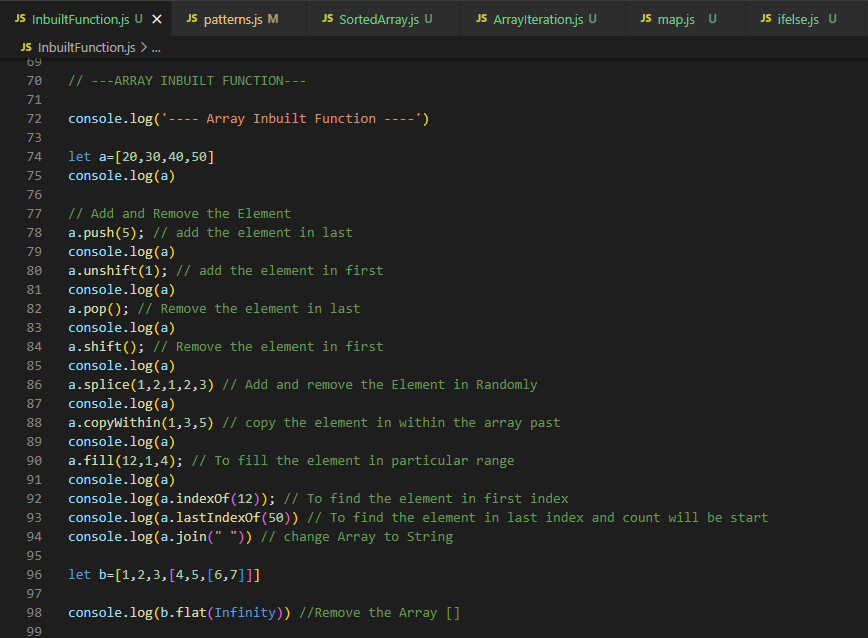 JS InbuiltFunction.js U × JS patterns.js M JS SortedArray.js U JS ArrayIteration.js U JS map.js U JS ifelse.js U
JS InbuiltFunction.js > ...
69
70 // ---ARRAY INBUILT FUNCTION---
71
72 console.log('---- Array Inbuilt Function ----')
73
74 let a=[20,30,40,50]
75 console.log(a)
76
77 // Add and Remove the Element
78 a.push(5); // add the element in last
79 console.log(a)
80 a.unshift(1); // add the element in first
81 console.log(a)
82 a.pop(); // Remove the element in last
83 console.log(a)
84 a.shift(); // Remove the element in first
85 console.log(a)
86 a.splice(1,2,1,2,3) // Add and remove the Element in Randomly
87 console.log(a)
88 a.copyWithin(1,3,5) // copy the element in within the array past
89 console.log(a)
90 a.fill(12,1,4); // To fill the element in particular range
91 console.log(a)
92 console.log(a.indexOf(12)); // To find the element in first index
93 console.log(a.lastIndexOf(50)) // To find the element in last index and count will be start
94 console.log(a.join(" ")) // change Array to String
95
96 let b=[1,2,3,[4,5,[6,7]]]
97
98 console.log(b.flat(Infinity)) //Remove the Array []
99